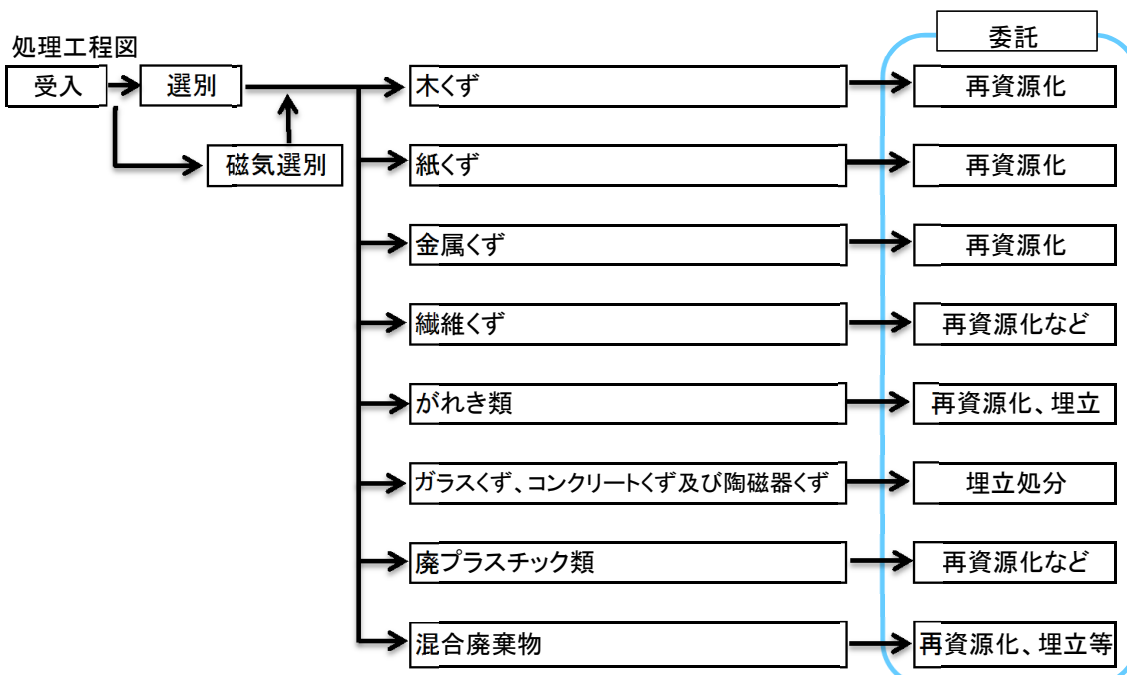 委託
処理工程図
受入
選別
磁気選別
木くず
再資源化
紙くず
再資源化
金属くず
再資源化
繊維くず
再資源化など
がれき類
再資源化、埋立
ガラスくず、コンクリートくず及び陶磁器くず
埋立処分
廃プラスチック類
再資源化など
混合廃棄物
再資源化、埋立等